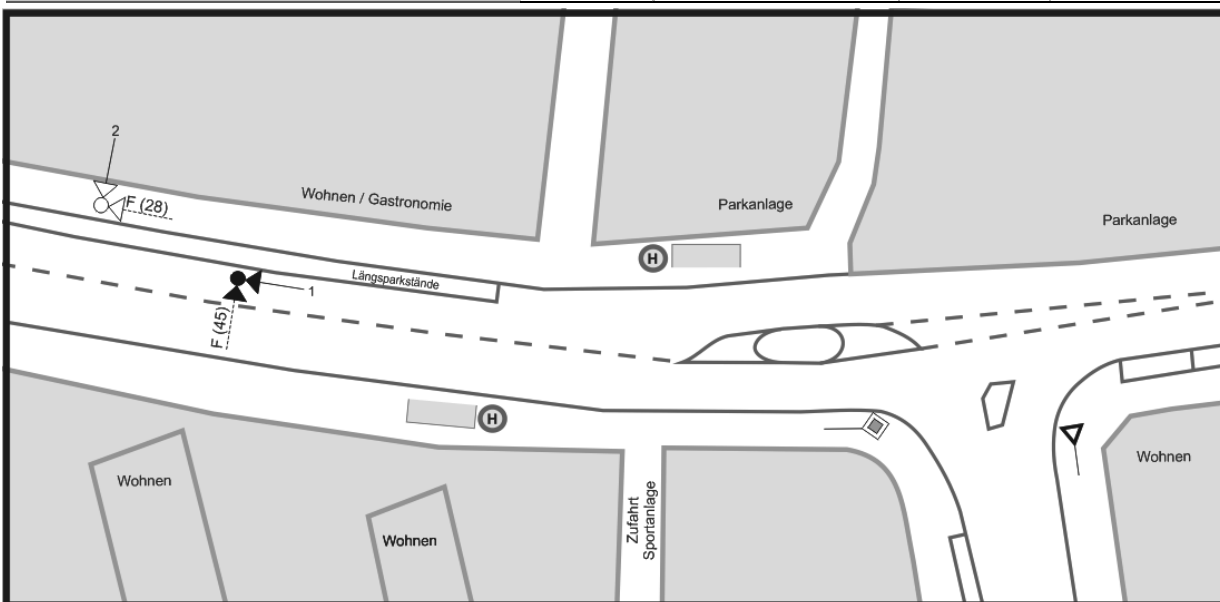 2
F (28)
Wohnen / Gastronomie
Parkanlage
Parkanlage
H
Längsparkstände
1
F (45)
H
Wohnen
Wohnen
Wohnen
Zufahrt
Sportanlage